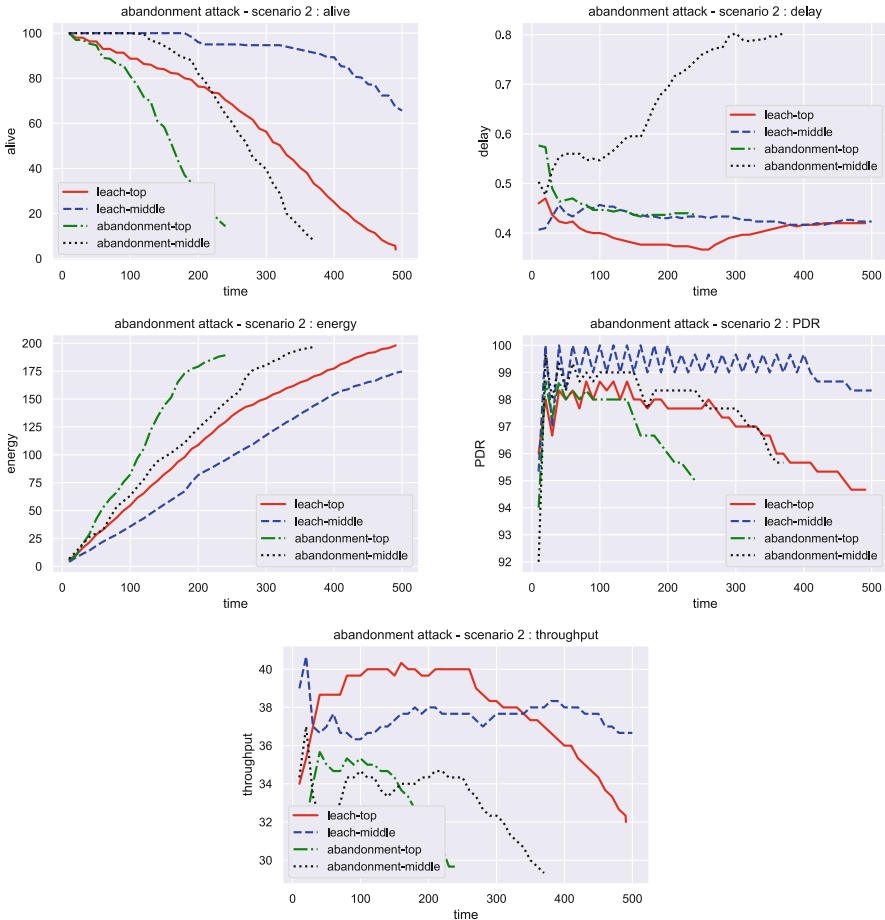 abandonment attack - scenario 2 : alive
100
80
60
40
20
0
alive
leach-top
leach-middle
abandonment-top
abandonment-middle
0 100 200 300 400 500
time
abandonment attack - scenario 2 : delay
0.8
0.7
0.6
0.5
0.4
delay
leach-top
leach-middle
abandonment-top
abandonment-middle
0 100 200 300 400 500
time
abandonment attack - scenario 2 : energy
200
175
150
125
100
75
50
25
0
energy
leach-top
leach-middle
abandonment-top
abandonment-middle
0 100 200 300 400 500
time
abandonment attack - scenario 2 : PDR
100
99
98
97
96
95
94
93
92
PDR
leach-top
leach-middle
abandonment-top
abandonment-middle
0 100 200 300 400 500
time
abandonment attack - scenario 2 : throughput
40
38
36
34
32
30
throughput
leach-top
leach-middle
abandonment-top
abandonment-middle
0 100 200 300 400 500
time